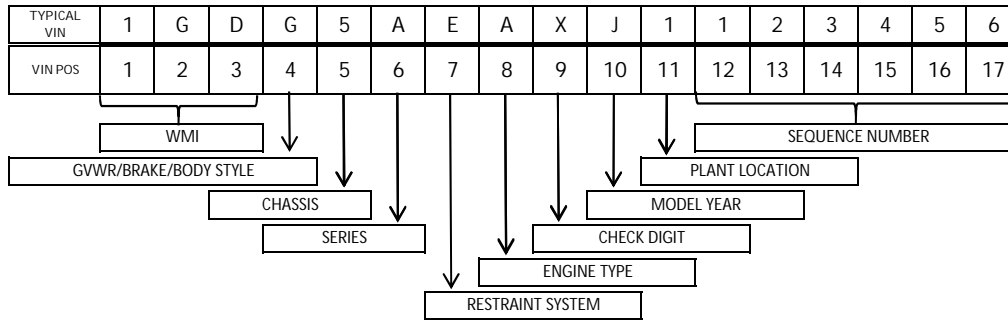 TYPICAL VIN 1 G D G 5 A E A X J 1 1 2 3 4 5 6
VIN POS 1 2 3 4 5 6 7 8 9 10 11 12 13 14 15 16 17
WMI SEQUENCE NUMBER
GVWR/BRAKE/BODY STYLE PLANT LOCATION
CHASSIS MODEL YEAR
SERIES CHECK DIGIT
ENGINE TYPE
RESTRAINT SYSTEM